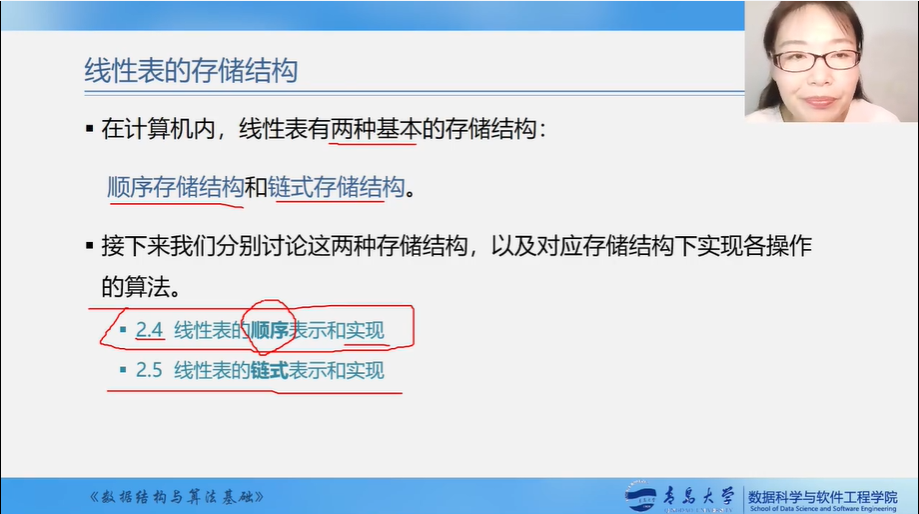 线性表的存储结构
▪ 在计算机内，线性表有两种基本的存储结构：
顺序存储结构和链式存储结构。
▪ 接下来我们分别讨论这两种存储结构，以及对应存储结构下实现各操作
的算法。
▪ 2.4 线性表的顺序表示和实现
▪ 2.5 线性表的链式表示和实现
《数据结构与算法基础》
青岛大学
数据科学与软件工程学院
School of Data Science and Software Engineering